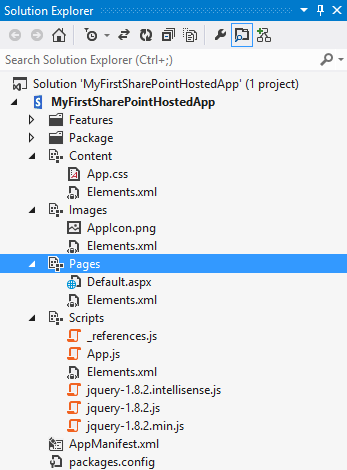 Solution Explorer
Search Solution Explorer (Ctrl+;)
Solution 'MyFirstSharePointHostedApp' (1 project)
MyFirstSharePointHostedApp
Features
Package
Content
App.css
Elements.xml
Images
AppIcon.png
Elements.xml
Pages
Default.aspx
Elements.xml
Scripts
_references.js
App.js
Elements.xml
jquery-1.8.2.intellisense.js
jquery-1.8.2.js
jquery-1.8.2.min.js
AppManifest.xml
packages.config